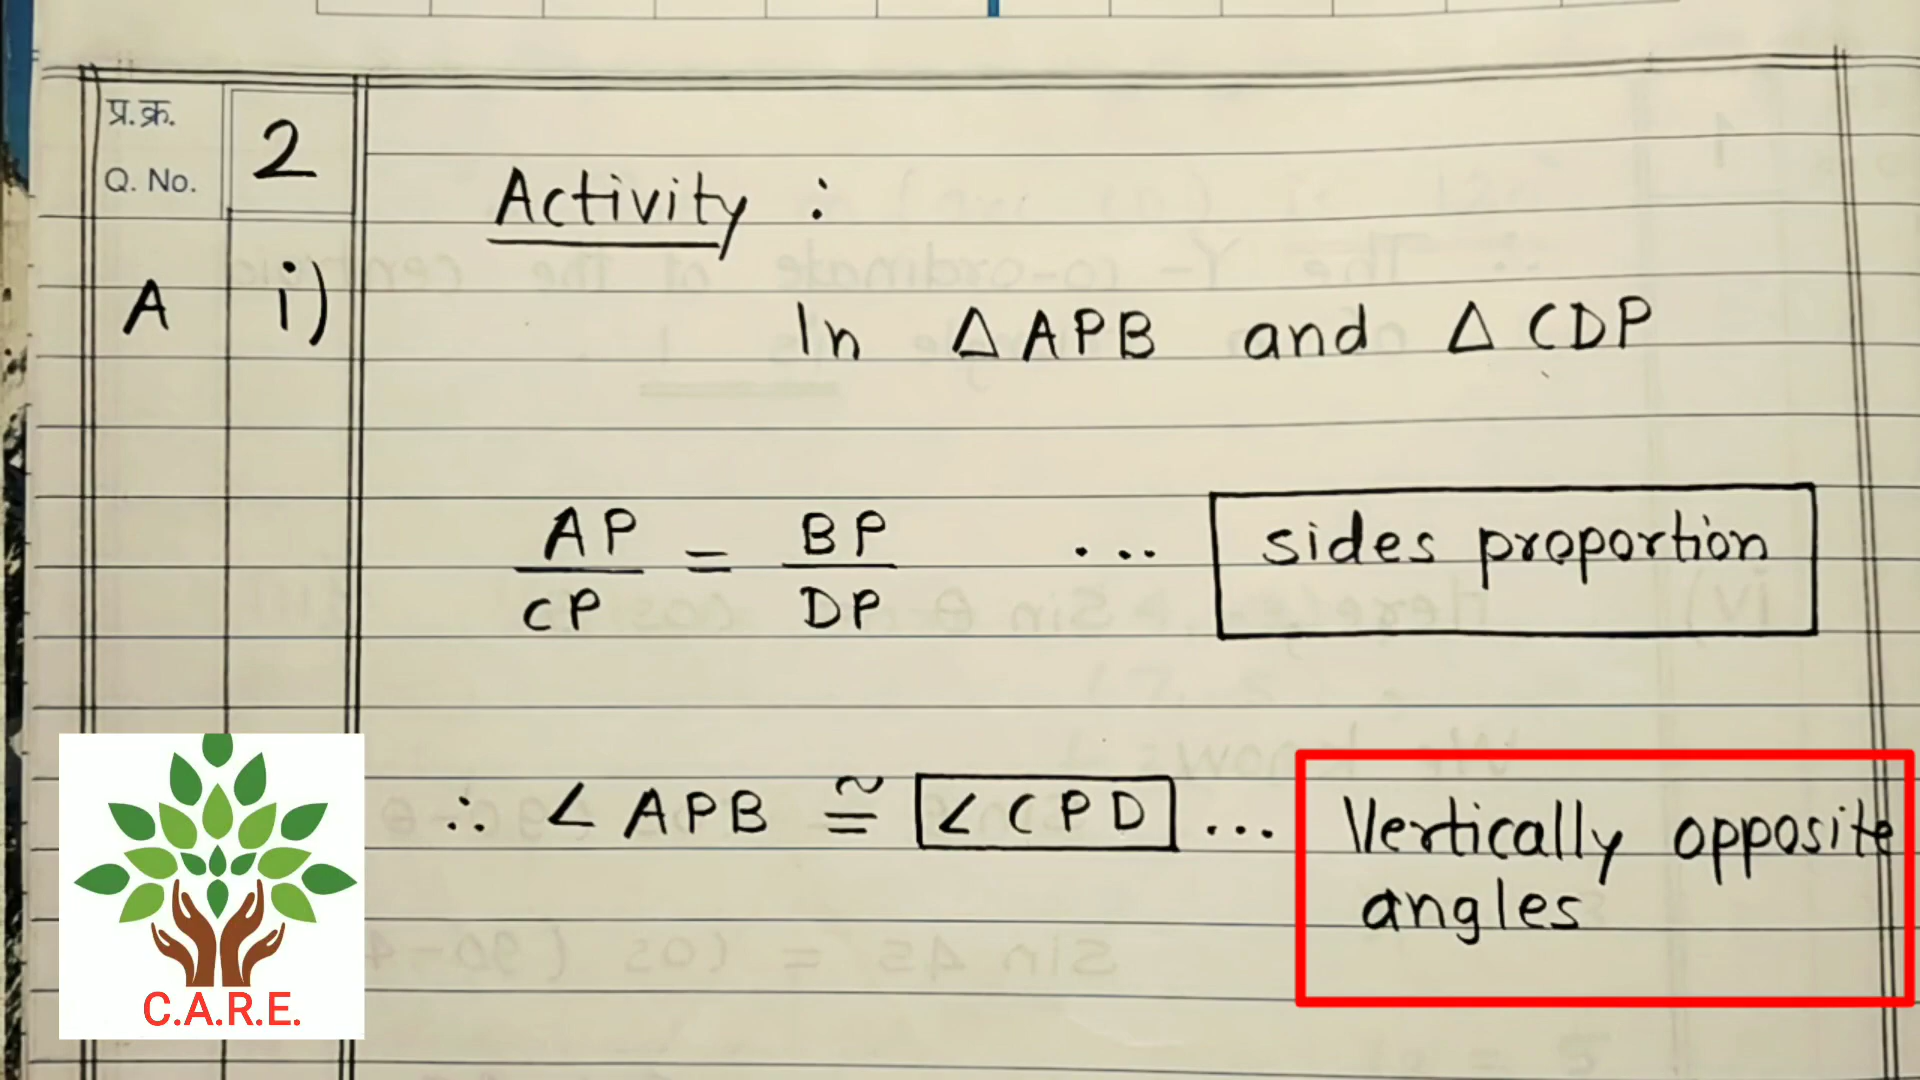 प्र.क्र.
Q. No.
2
Activity :
A i)
In △ APB and △ CDP
AP/CP = BP/DP ... sides proportion
∴ ∠ APB ≅ ∠ CPD ... Vertically opposite
angles
C.A.R.E.